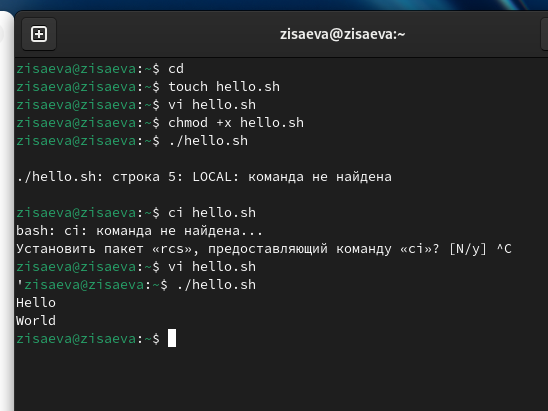 zisaeva@zisaeva:~
zisaeva@zisaeva:~$ cd
zisaeva@zisaeva:~$ touch hello.sh
zisaeva@zisaeva:~$ vi hello.sh
zisaeva@zisaeva:~$ chmod +x hello.sh
zisaeva@zisaeva:~$ ./hello.sh
./hello.sh: строка 5: LOCAL: команда не найдена
zisaeva@zisaeva:~$ ci hello.sh
bash: ci: команда не найдена...
Установить пакет «rcs», предоставляющий команду «ci»? [N/y] ^C
zisaeva@zisaeva:~$ vi hello.sh
'zisaeva@zisaeva:~$ ./hello.sh
Hello
World
zisaeva@zisaeva:~$